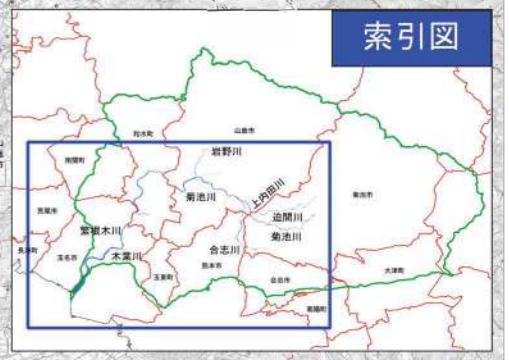 索引図
和水町
山鹿市
岩野川
南関町
上内田川
菊池市
菊池川
荒尾市
迫間川
繁根木川
菊池川
長洲町
玉名市
木葉川
合志川
熊本市
玉東町
合志市
大津町
菊陽町